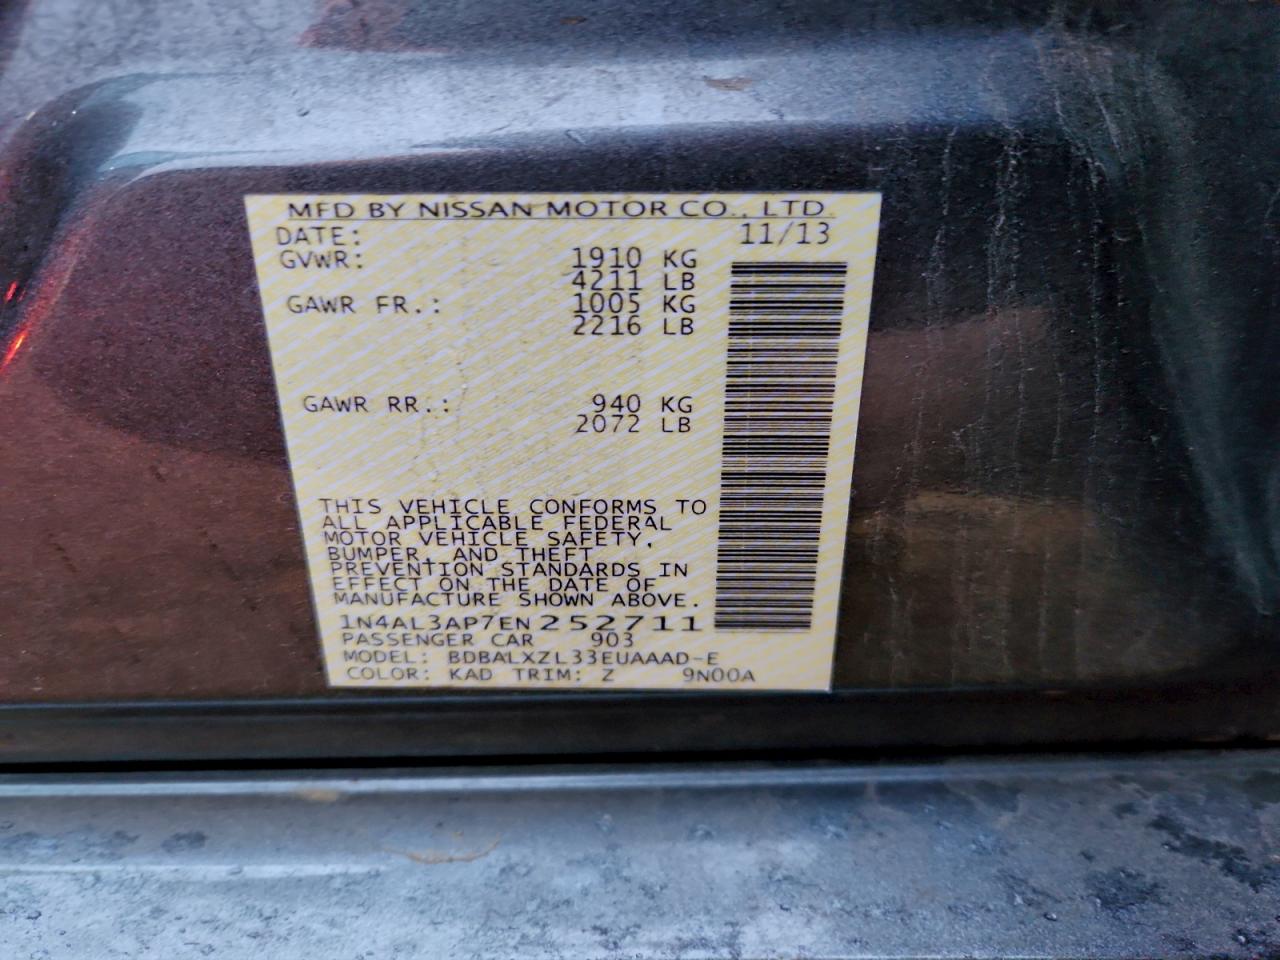 MFD BY NISSAN MOTOR CO., LTD.
DATE: 11/13
GVWR: 1910 KG
4211 LB
GAWR FR.: 1005 KG
2216 LB
GAWR RR.: 940 KG
2072 LB
THIS VEHICLE CONFORMS TO
ALL APPLICABLE FEDERAL
MOTOR VEHICLE SAFETY,
BUMPER, AND THEFT
PREVENTION STANDARDS IN
EFFECT ON THE DATE OF
MANUFACTURE SHOWN ABOVE.
1N4AL3AP7EN252711
PASSENGER CAR 903
MODEL: BDBALXZL33EUAAAD-E
COLOR: KAD TRIM: Z 9N00A